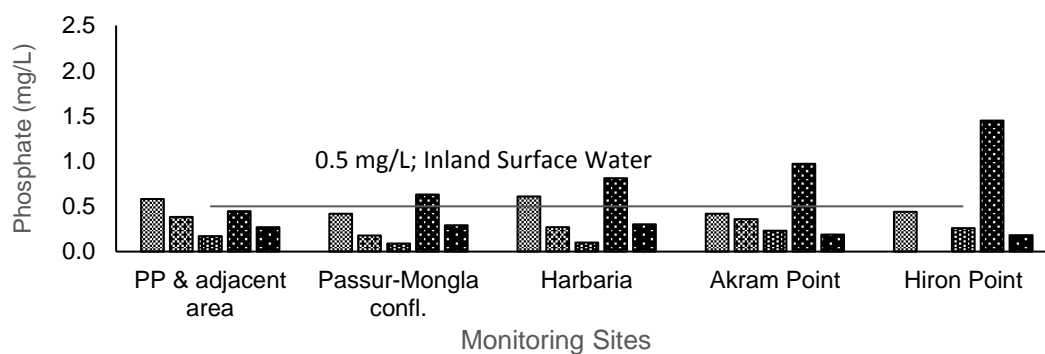 Phosphate (mg/L)
2.5
2.0
1.5
1.0
0.5
0.0
0.5 mg/L; Inland Surface Water
PP & adjacent
area
Passur-Mongla
confl.
Harbaria
Akram Point
Hiron Point
Monitoring Sites